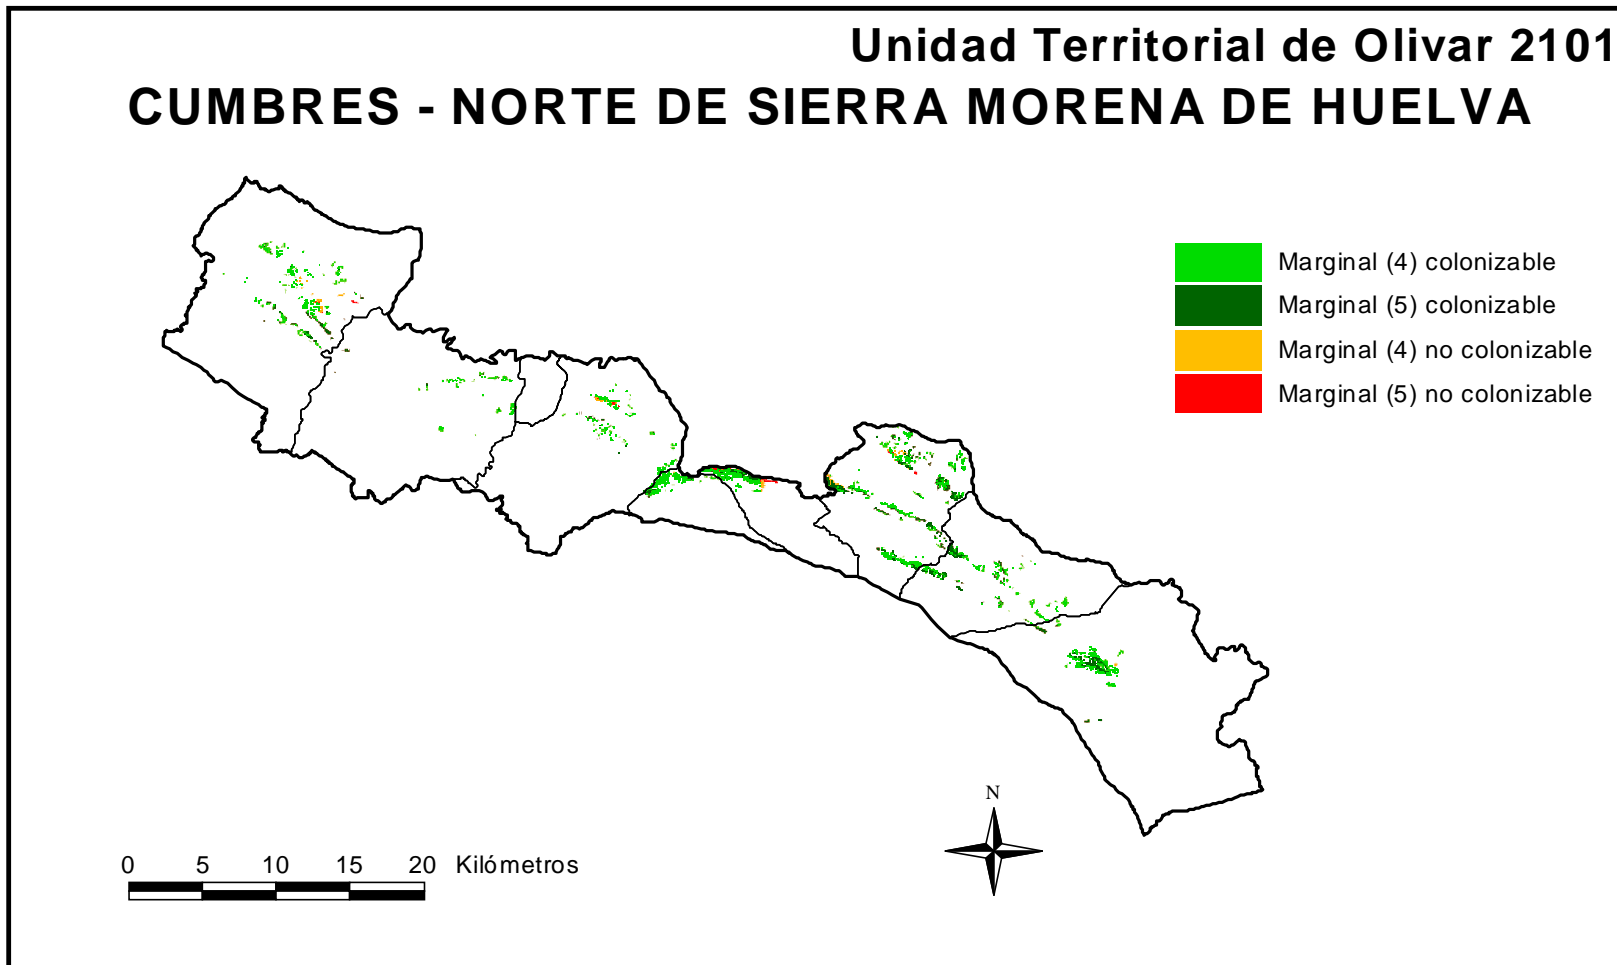 Unidad Territorial de Olivar 2101
CUMBRES - NORTE DE SIERRA MORENA DE HUELVA
Marginal (4) colonizable
Marginal (5) colonizable
Marginal (4) no colonizable
Marginal (5) no colonizable
N
0 5 10 15 20 Kilómetros